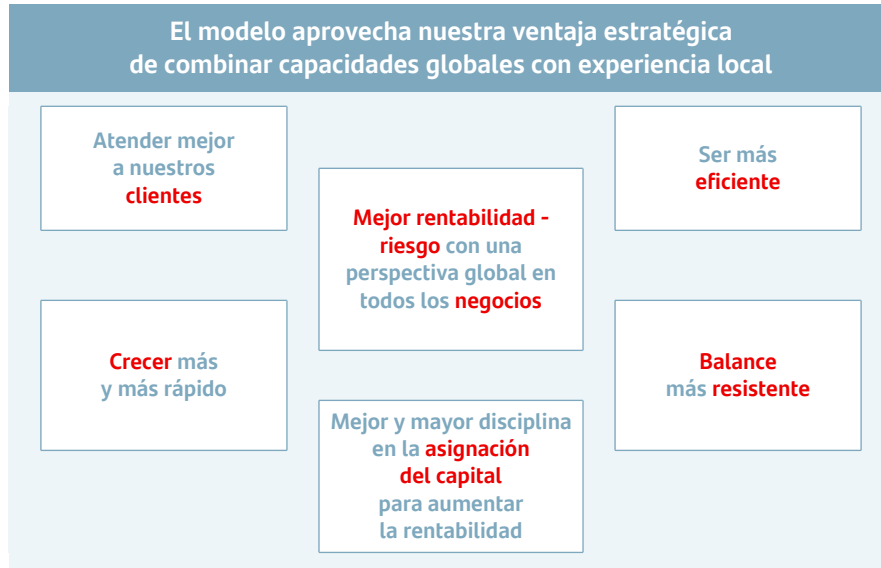 El modelo aprovecha nuestra ventaja estratégica
de combinar capacidades globales con experiencia local
Atender mejor
a nuestros
clientes
Crecer más
y más rápido
Mejor rentabilidad -
riesgo con una
perspectiva global en
todos los negocios
Mejor y mayor disciplina
en la asignación
del capital
para aumentar
la rentabilidad
Ser más
eficiente
Balance
más resistente